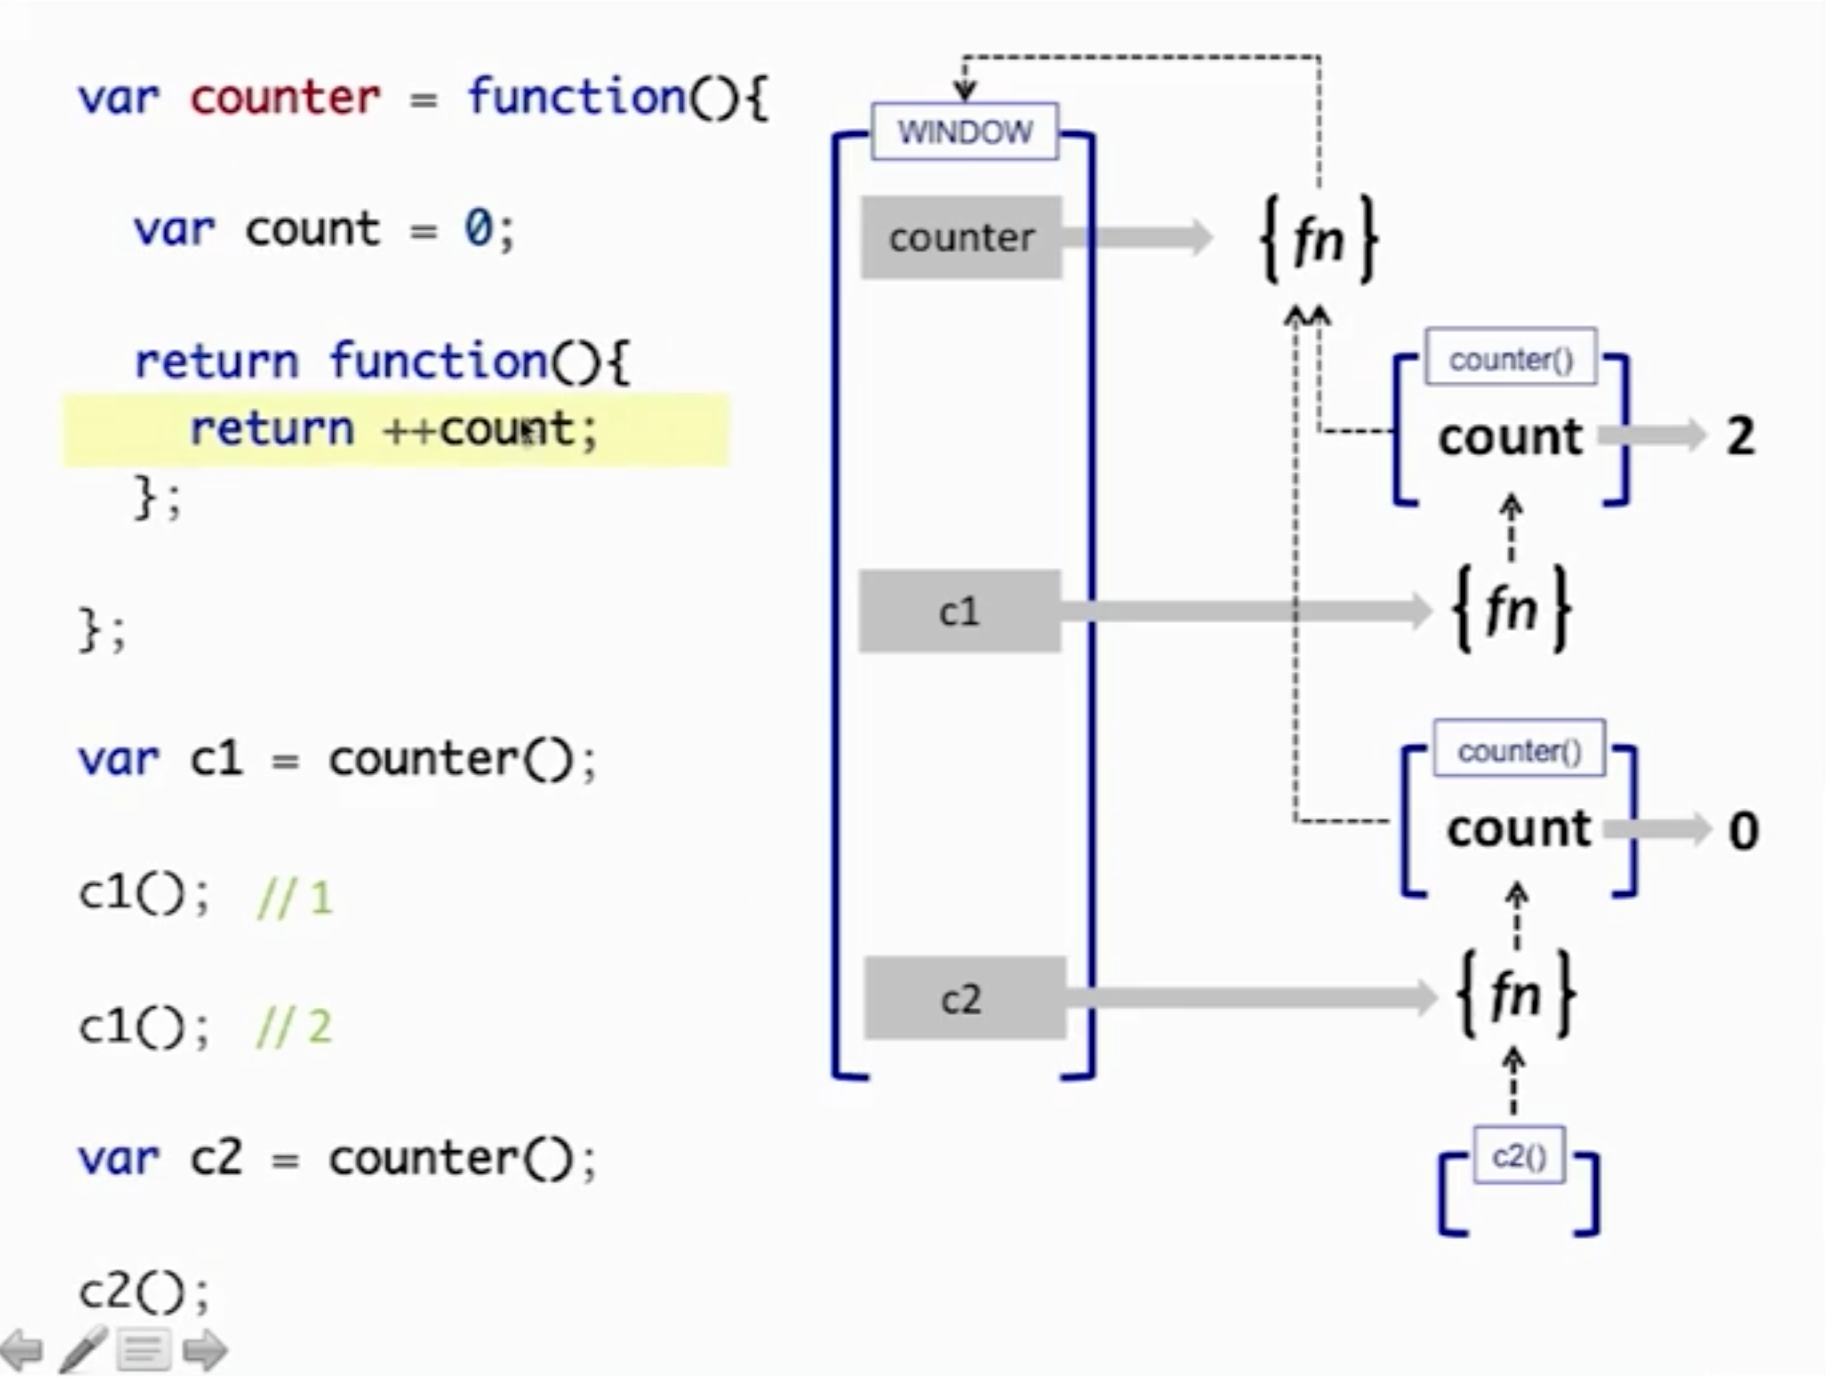 var counter = function(){
var count = 0;
return function(){
return ++count;
};
};
var c1 = counter();
c1(); // 1
c1(); // 2
var c2 = counter();
c2();
WINDOW
counter
{fn}
counter()
count
2
c1
{fn}
counter()
count
0
c2
{fn}
c2()